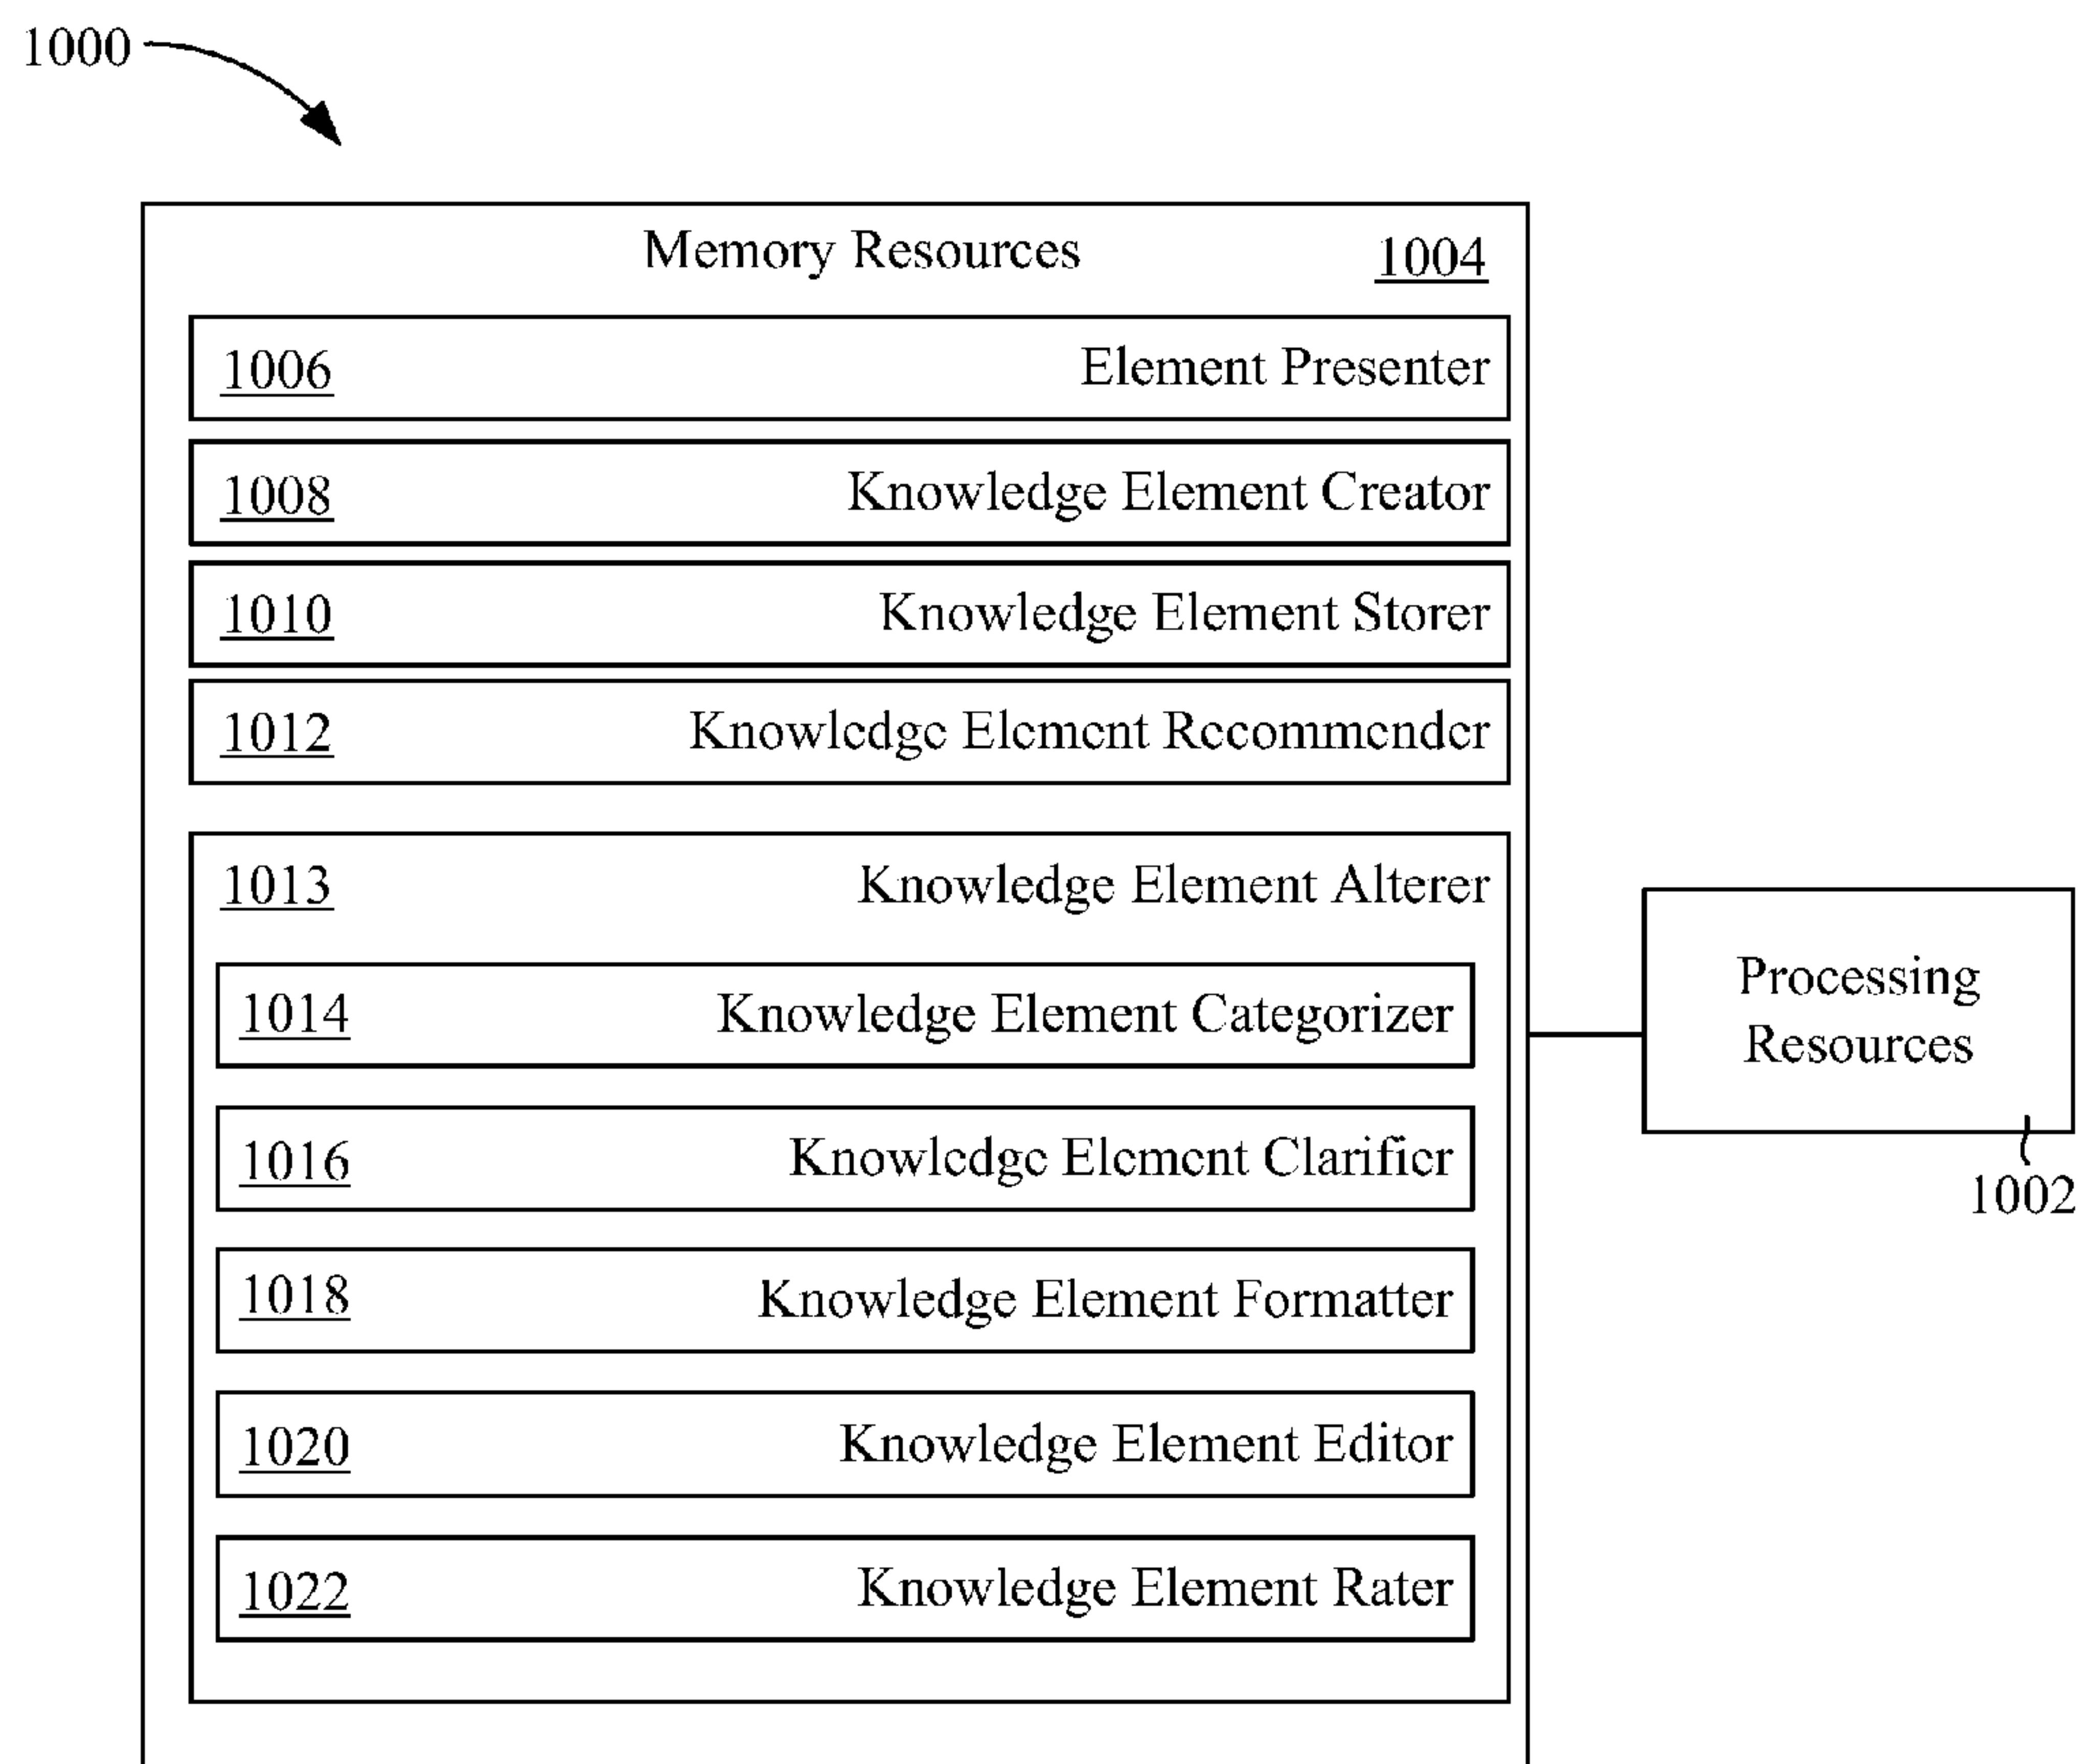 1000
Memory Resources 1004
1006 Element Presenter
1008 Knowledge Element Creator
1010 Knowledge Element Storer
1012 Knowledge Element Recommender
1013 Knowledge Element Alterer
1014 Knowledge Element Categorizer
1016 Knowledge Element Clarifier
1018 Knowledge Element Formatter
1020 Knowledge Element Editor
1022 Knowledge Element Rater
Processing
Resources
1002